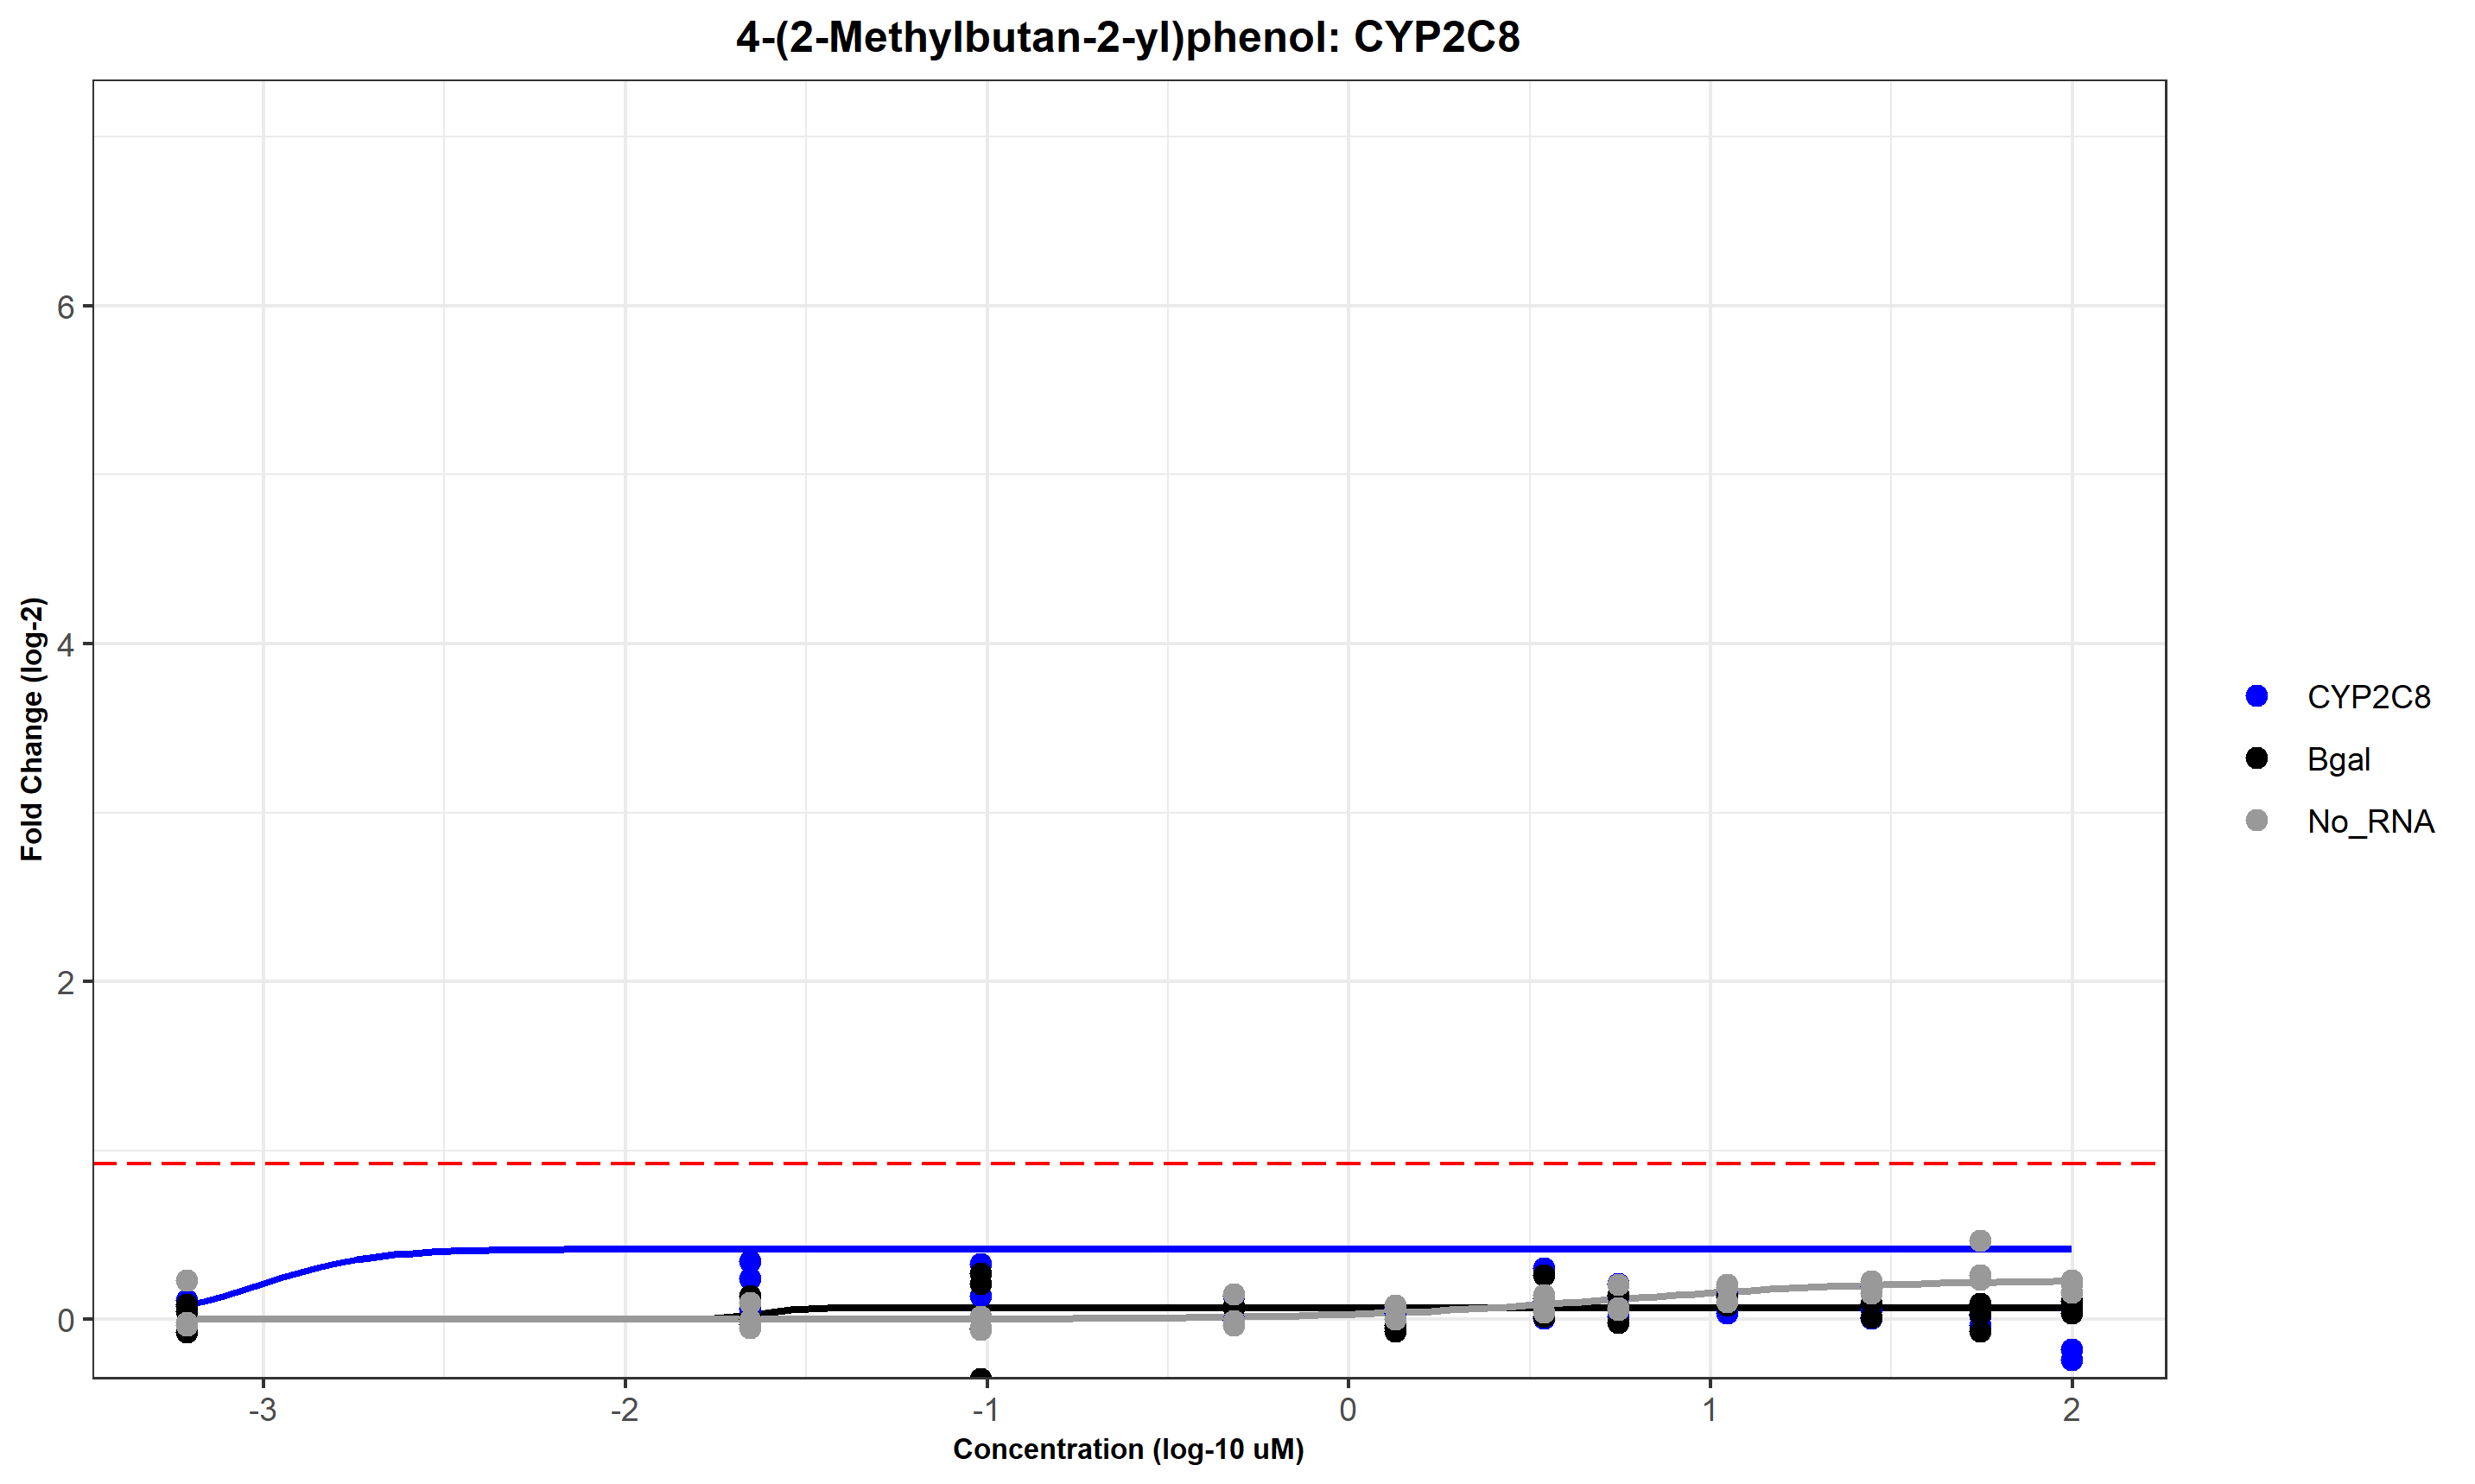 4-(2-Methylbutan-2-yl)phenol: CYP2C8
Fold Change (log-2)
6
4
2
0
-3 -2 -1 0 1 2
Concentration (log-10 uM)
CYP2C8
Bgal
No_RNA